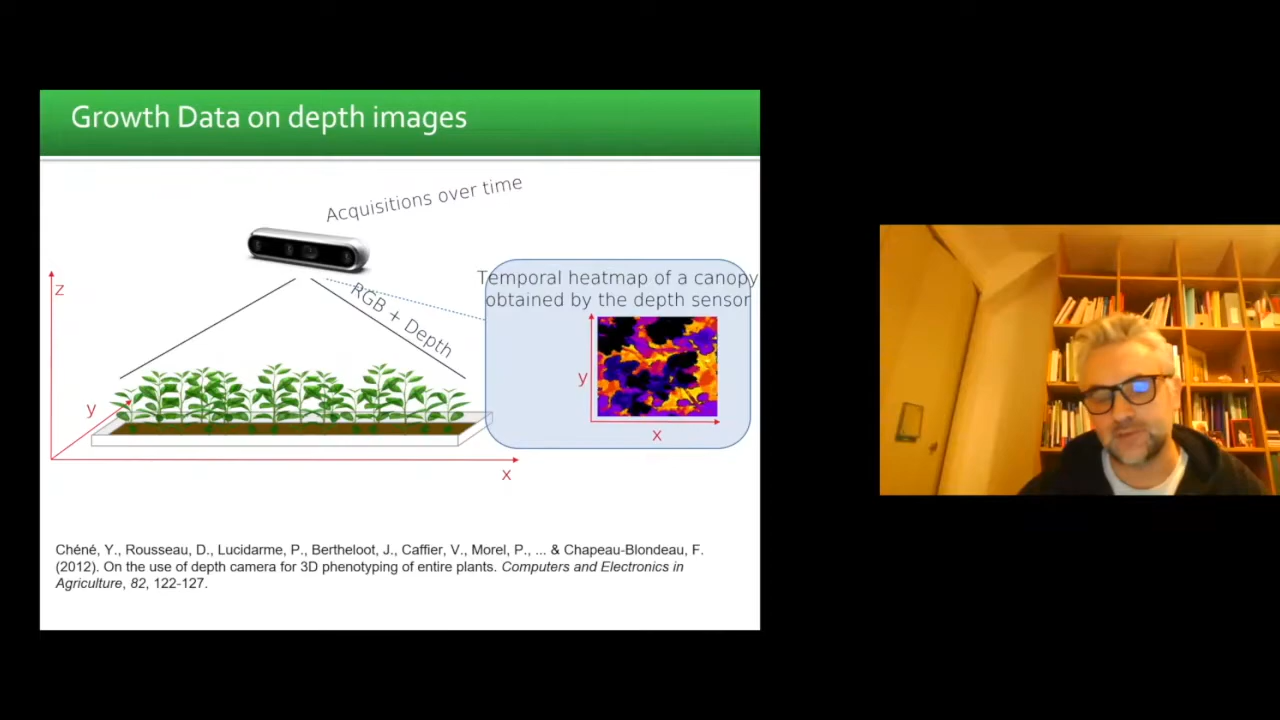 Growth Data on depth images
Acquisitions over time
RGB + Depth
Temporal heatmap of a canopy
obtained by the depth sensor
z
y
x
y
x
Chéné, Y., Rousseau, D., Lucidarme, P., Bertheloot, J., Caffier, V., Morel, P., ... & Chapeau-Blondeau, F.
(2012). On the use of depth camera for 3D phenotyping of entire plants. Computers and Electronics in
Agriculture, 82, 122-127.